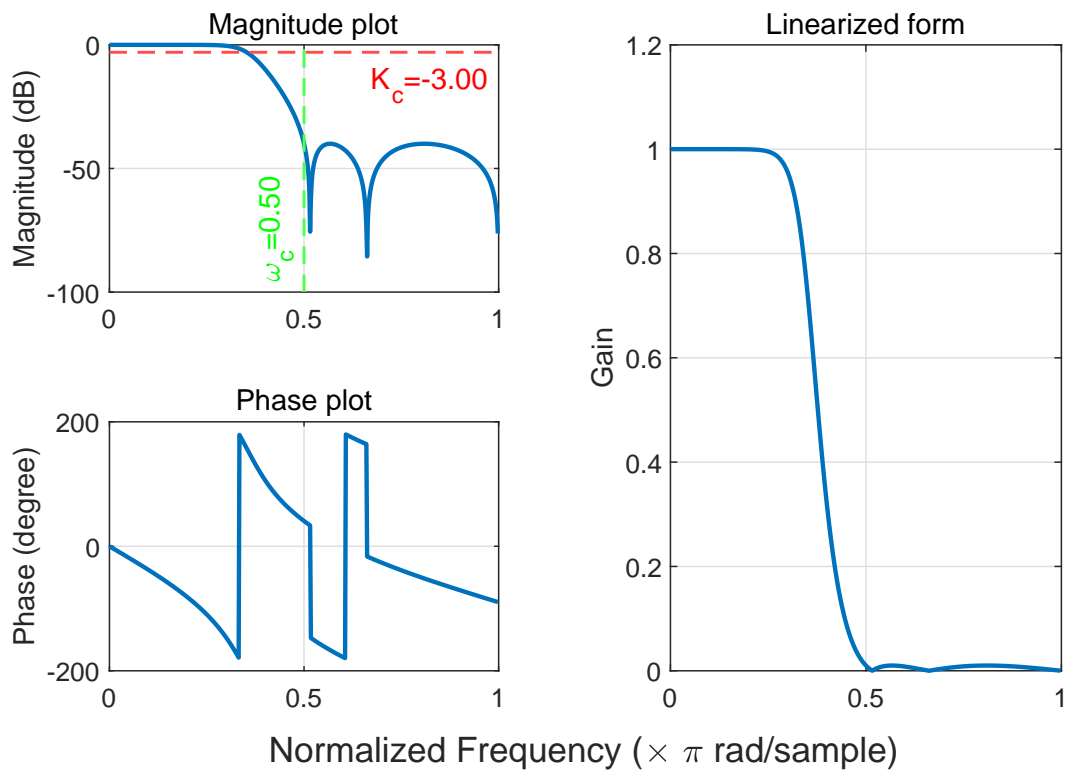 Magnitude plot
Magnitude (dB)
0
-50
-100
K_c=-3.00
ω_c=0.50
0
0.5
1
Phase plot
Phase (degree)
200
0
-200
0
0.5
1
Linearized form
Gain
1.2
1
0.8
0.6
0.4
0.2
0
0
0.5
1
Normalized Frequency (× π rad/sample)